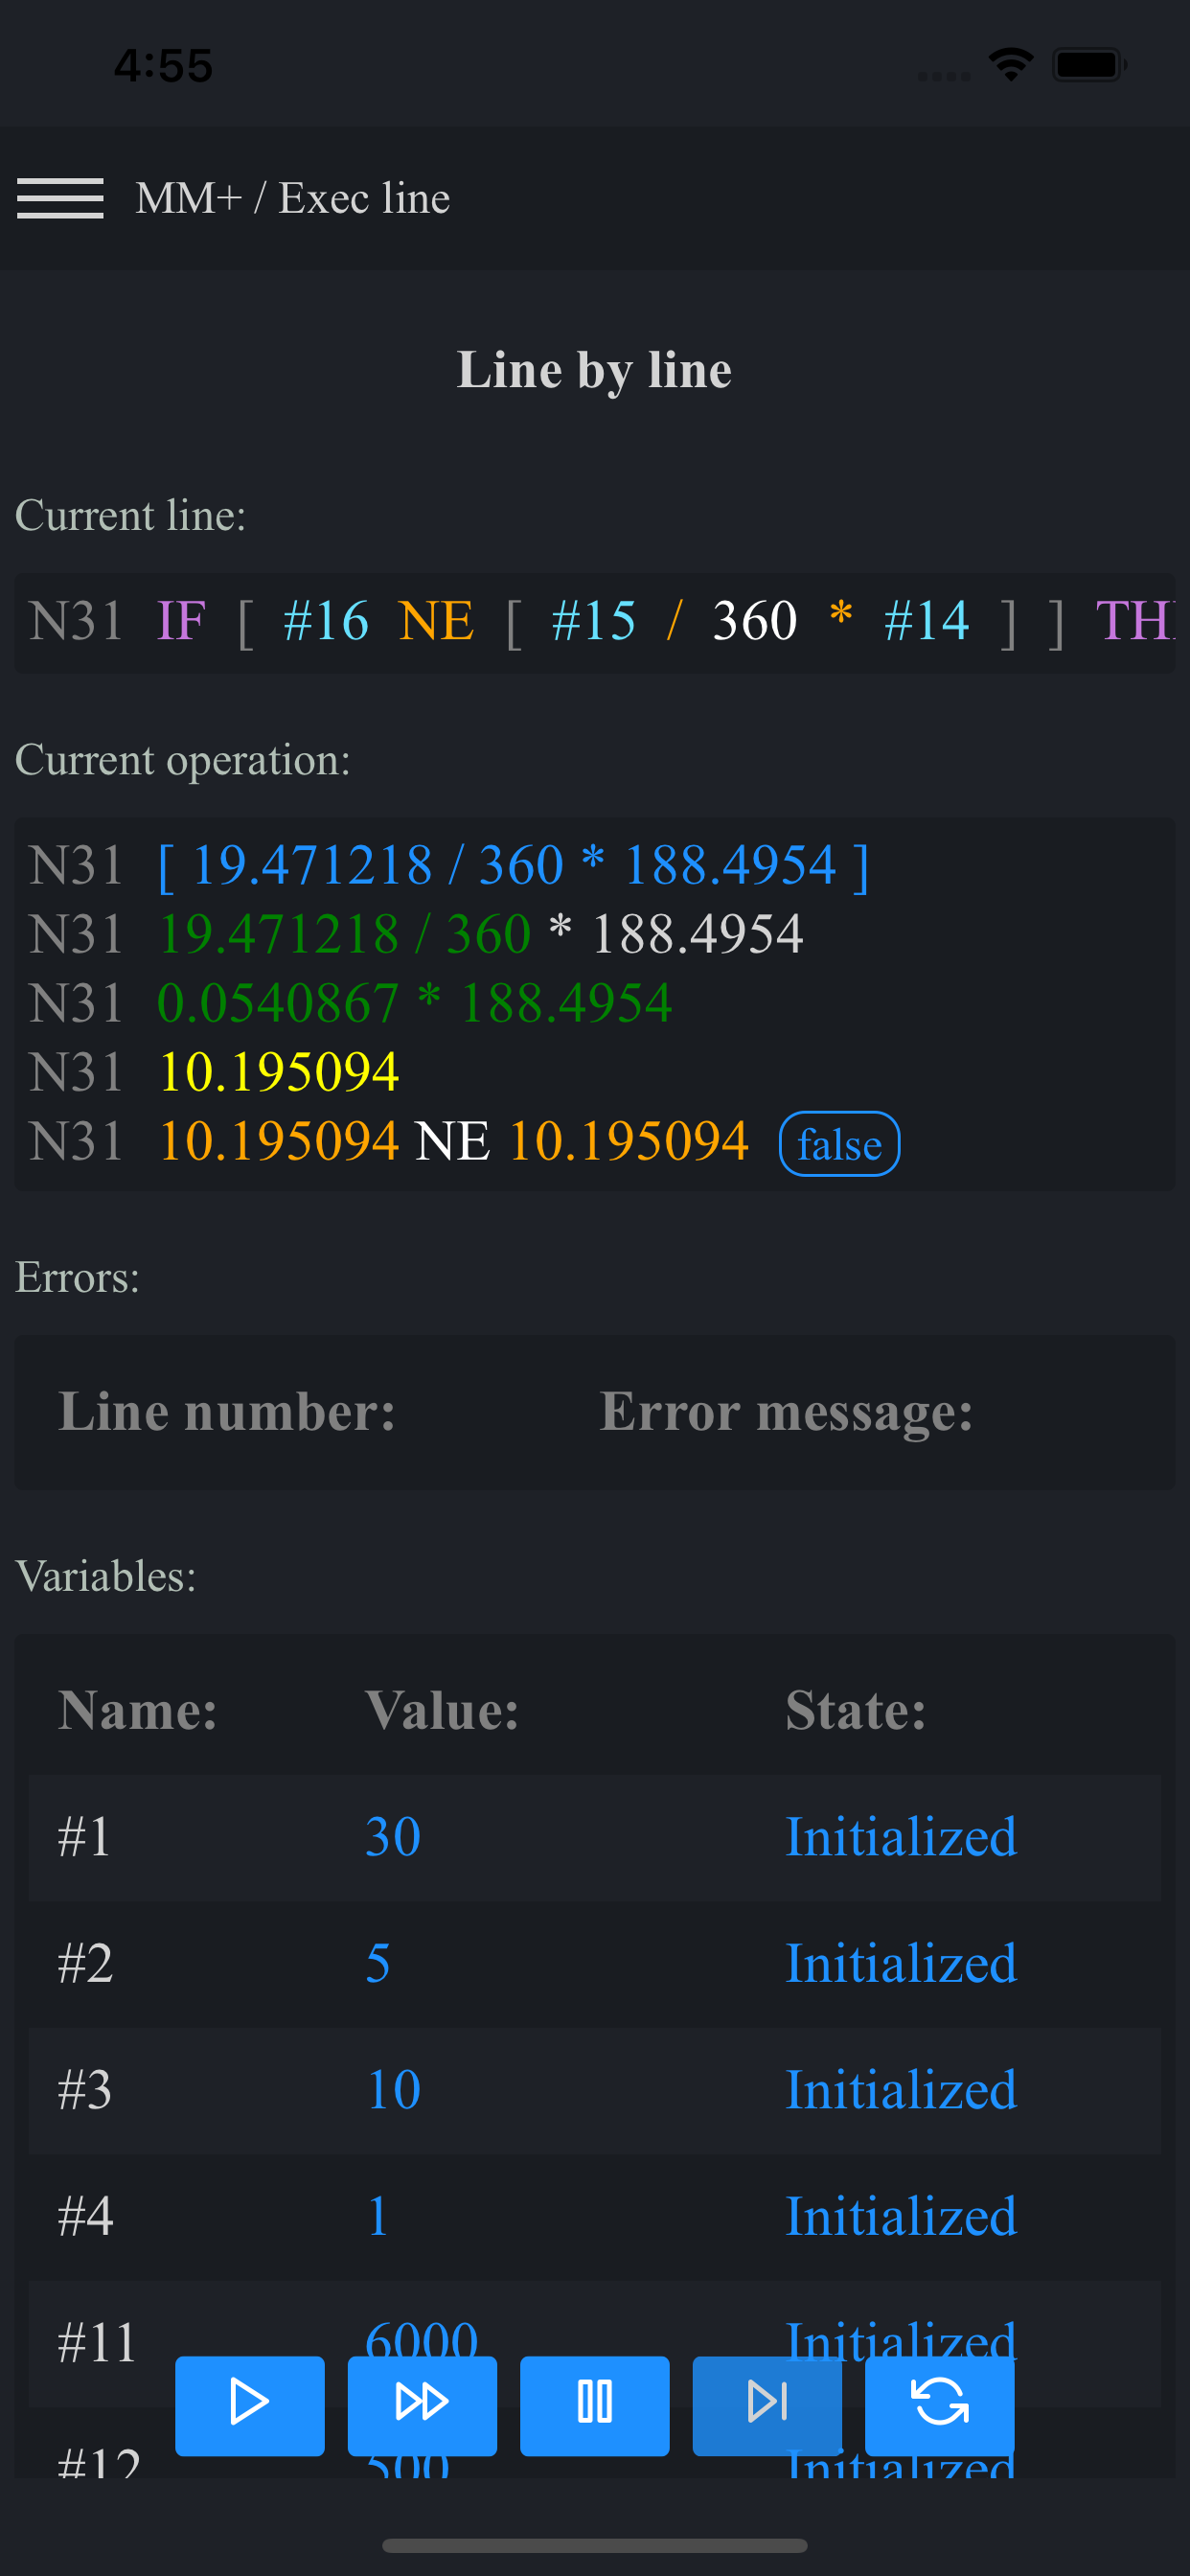 4:55
MM+ / Exec line
Line by line
Current line:
N31 IF [ #16 NE [ #15 / 360 * #14 ] ] TH
Current operation:
N31 [ 19.471218 / 360 * 188.4954 ]
N31 19.471218 / 360 * 188.4954
N31 0.0540867 * 188.4954
N31 10.195094
N31 10.195094 NE 10.195094 false
Errors:
Line number: Error message:
Variables:
Name: Value: State:
#1 30 Initialized
#2 5 Initialized
#3 10 Initialized
#4 1 Initialized
#11 6000 Initialized
#12 500 Initialized